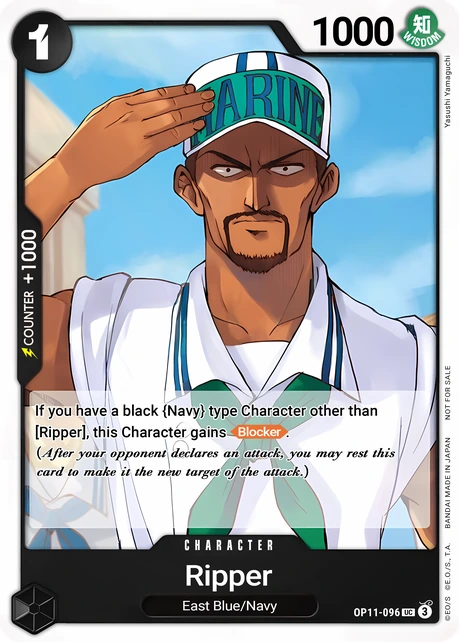 1
1000
知
WISDOM
Yasushi Yamaguchi
MARINE
COUNTER +1000
If you have a black {Navy} type Character other than
[Ripper], this Character gains Blocker.
(After your opponent declares an attack, you may rest this
card to make it the new target of the attack.)
CHARACTER
Ripper
East Blue/Navy
OP11-096 UC 3
©E.O/S ©E.O./S., T.A. BANDAI MADE IN JAPAN NOT FOR SALE